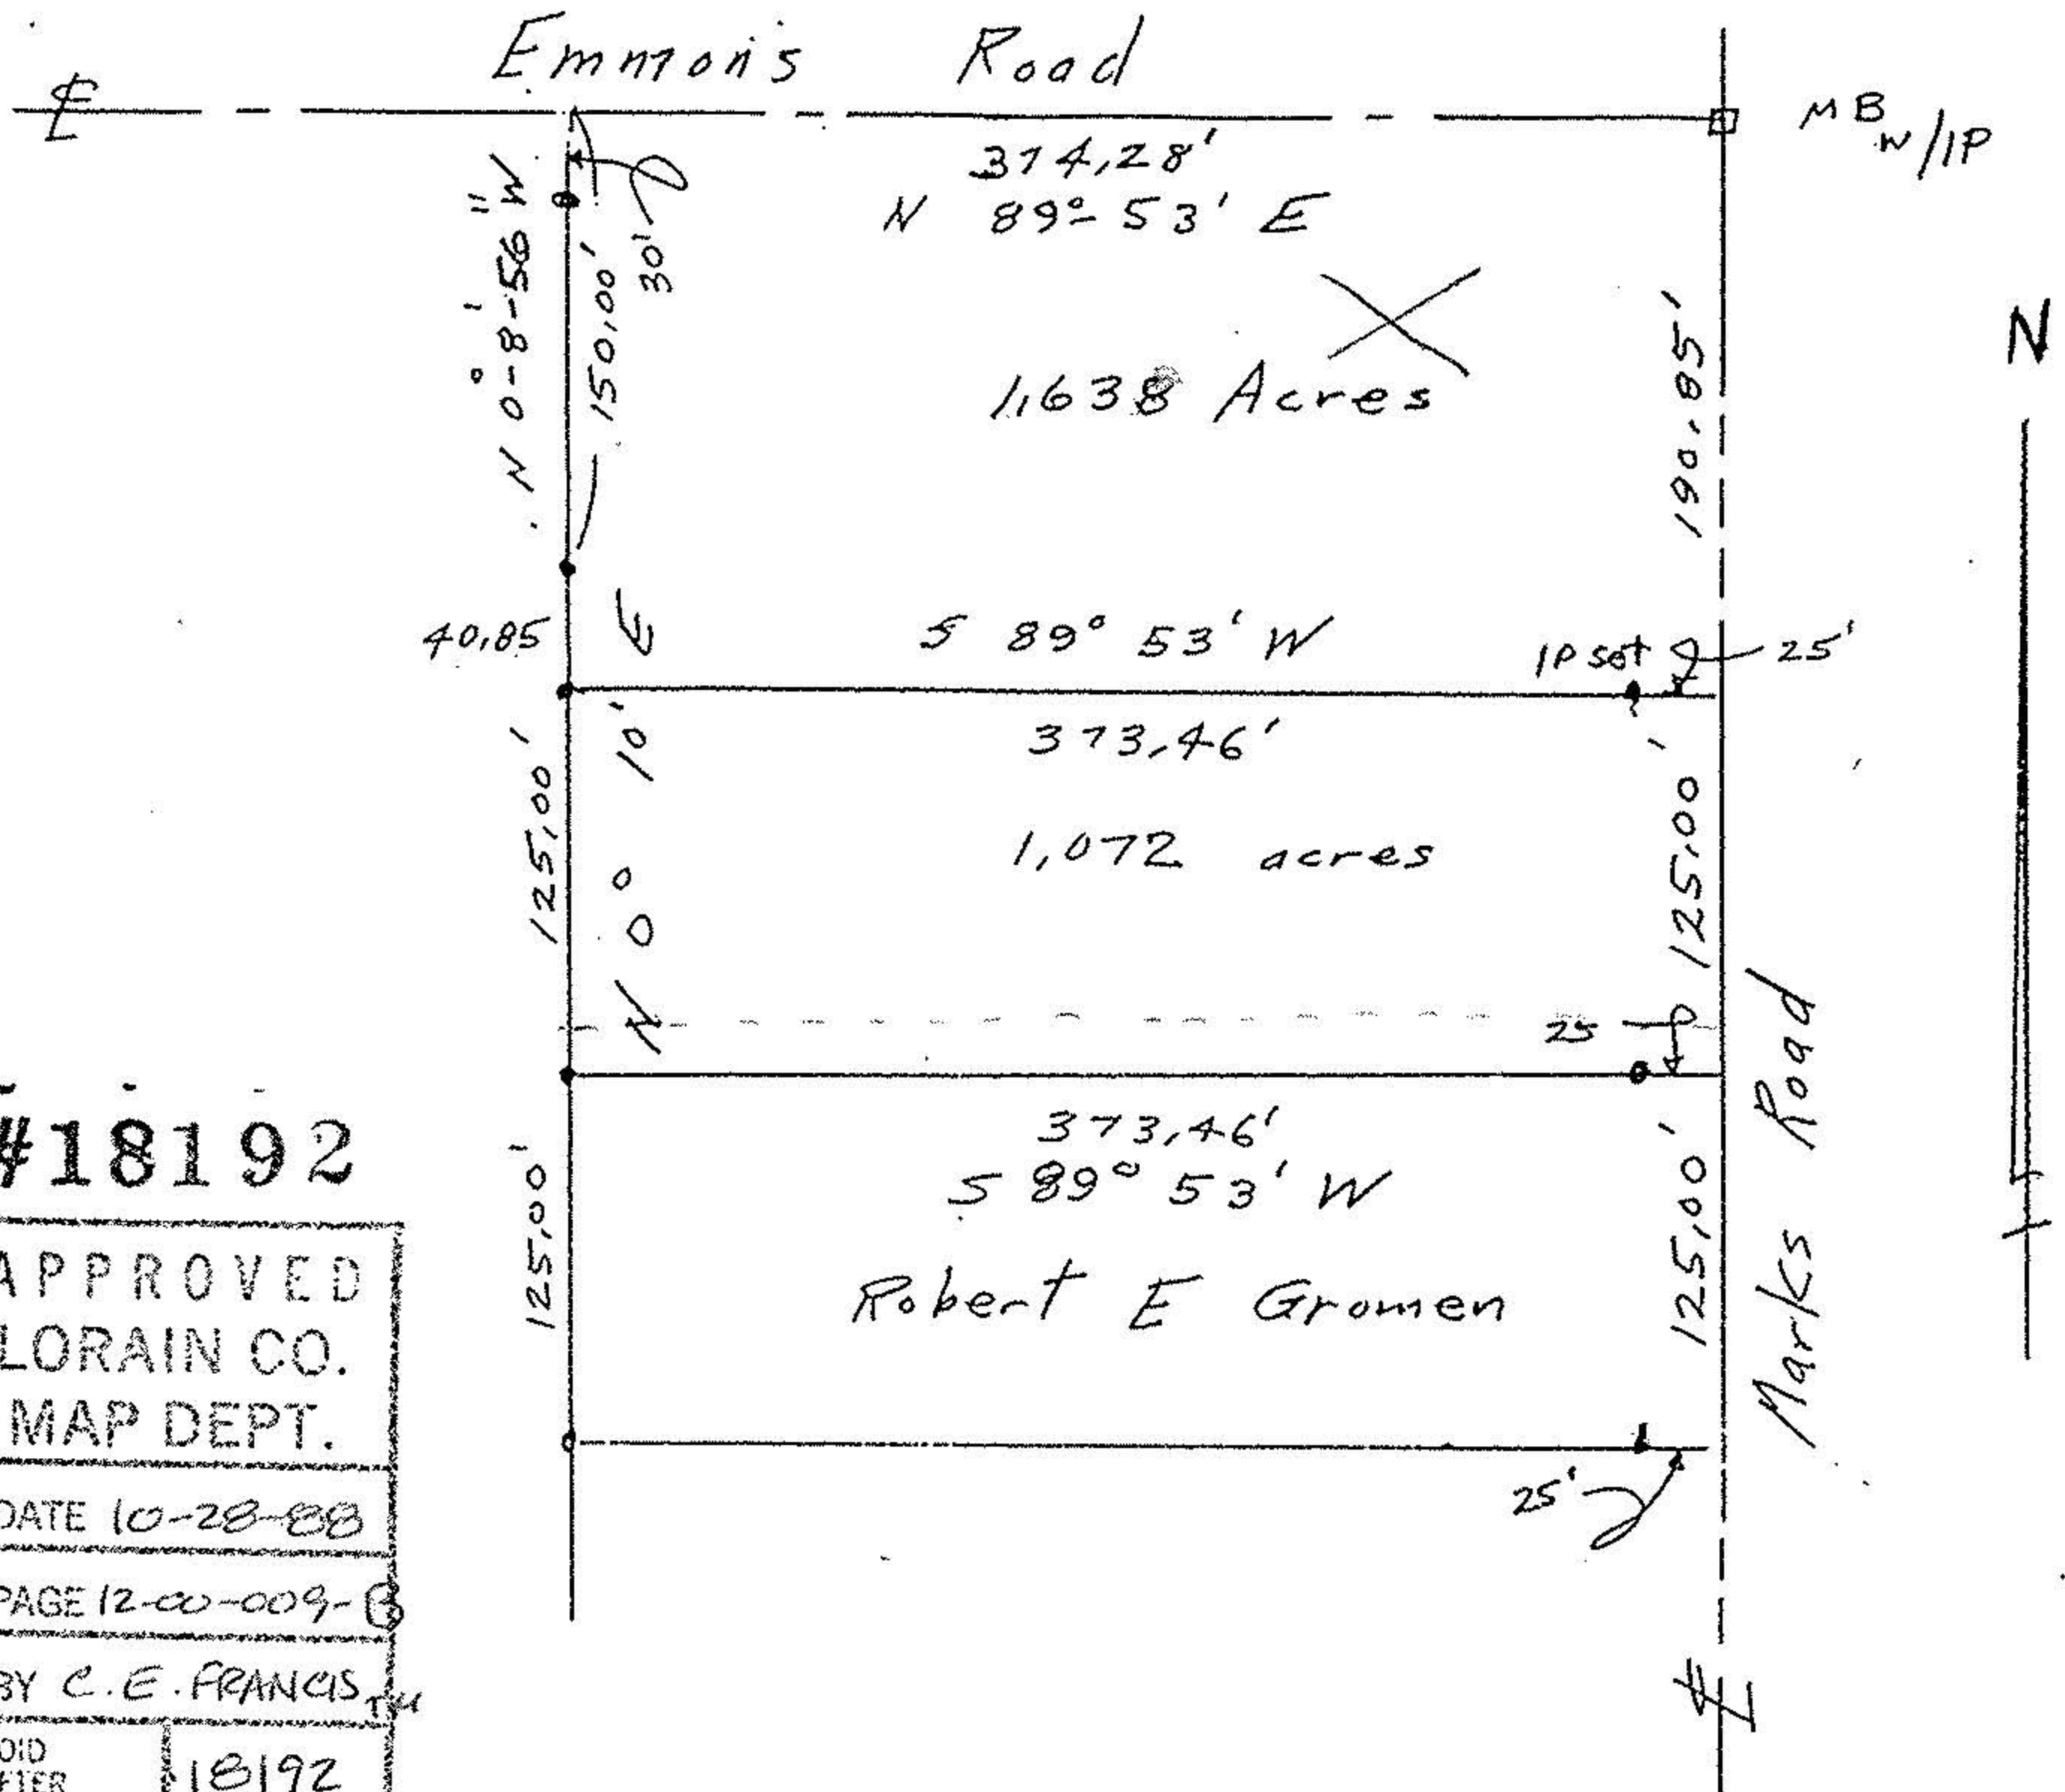 Emmon's Road
℄
MB w/IP
374,28'
N 89°-53' E
N 0°-8'-56" W
150,00'
30'
1,638 Acres
190.85'
N
40,85
S 89° 53' W
IP set
25'
373,46'
125,00'
N 0° 10' E
1,072 acres
125,00'
25
373,46'
S 89° 53' W
125,00'
Robert E Gromen
125,00'
Marks Road
25'
℄
#18192
APPROVED
LORAIN CO.
MAP DEPT.
DATE 10-28-88
PAGE 12-00-009-B
BY C.E. FRANCIS
18192